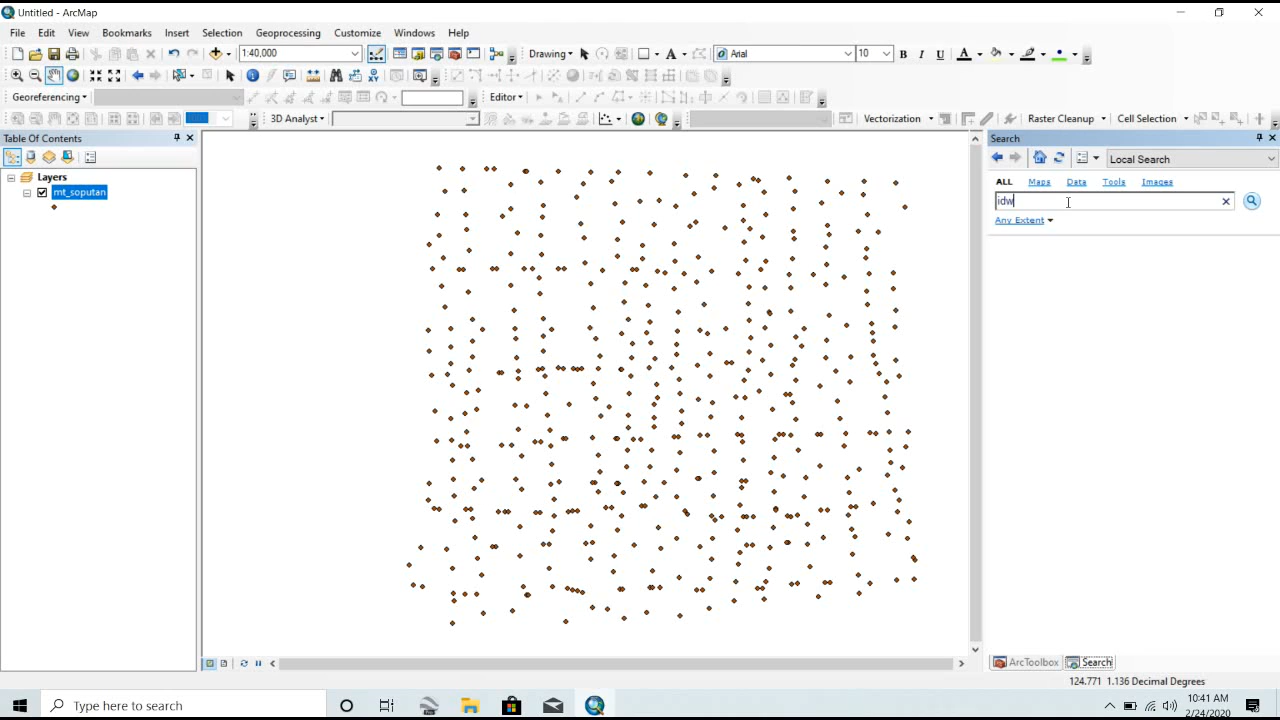 Untitled - ArcMap
File Edit View Bookmarks Insert Selection Geoprocessing Customize Windows Help
1:40,000 Drawing Arial 10 B I U A
Georeferencing Editor
3D Analyst Vectorization Raster Cleanup Cell Selection
Table Of Contents
Layers
mt_soputan
Search
Local Search
ALL Maps Data Tools Images
idw
Any Extent
ArcToolbox Search
124.771 1.136 Decimal Degrees
Type here to search
10:41 AM
2/24/2020